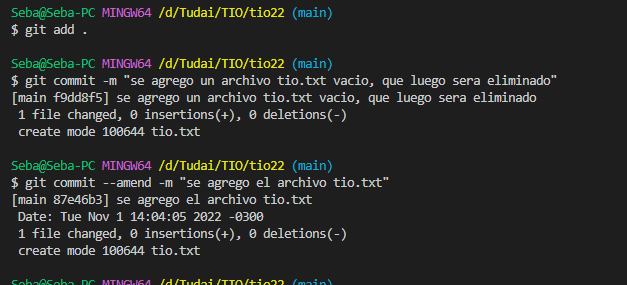 Seba@Seba-PC MINGW64 /d/Tudai/TIO/tio22 (main)
$ git add .
Seba@Seba-PC MINGW64 /d/Tudai/TIO/tio22 (main)
$ git commit -m "se agrego un archivo tio.txt vacio, que luego sera eliminado"
[main f9dd8f5] se agrego un archivo tio.txt vacio, que luego sera eliminado
1 file changed, 0 insertions(+), 0 deletions(-)
create mode 100644 tio.txt
Seba@Seba-PC MINGW64 /d/Tudai/TIO/tio22 (main)
$ git commit --amend -m "se agrego el archivo tio.txt"
[main 87e46b3] se agrego el archivo tio.txt
Date: Tue Nov 1 14:04:05 2022 -0300
1 file changed, 0 insertions(+), 0 deletions(-)
create mode 100644 tio.txt
Seba@Seba-PC MINGW64 /d/Tudai/TIO/tio22 (main)